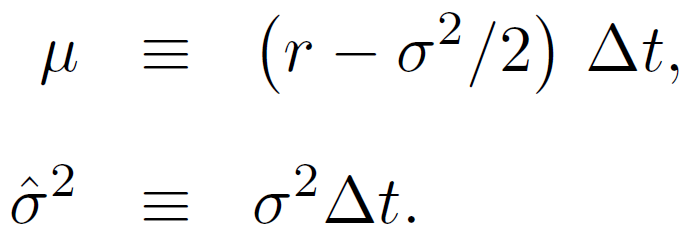 μ ≡ (r − σ²/2) Δt,
σ̂² ≡ σ²Δt.